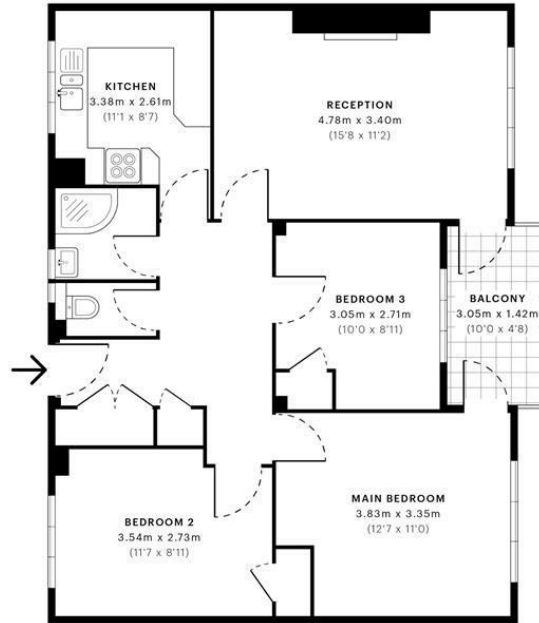 KITCHEN
3.38m x 2.61m
(11'1 x 8'7)
RECEPTION
4.78m x 3.40m
(15'8 x 11'2)
BEDROOM 3
3.05m x 2.71m
(10'0 x 8'11)
BALCONY
3.05m x 1.42m
(10'0 x 4'8)
BEDROOM 2
3.54m x 2.73m
(11'7 x 8'11)
MAIN BEDROOM
3.83m x 3.35m
(12'7 x 11'0)